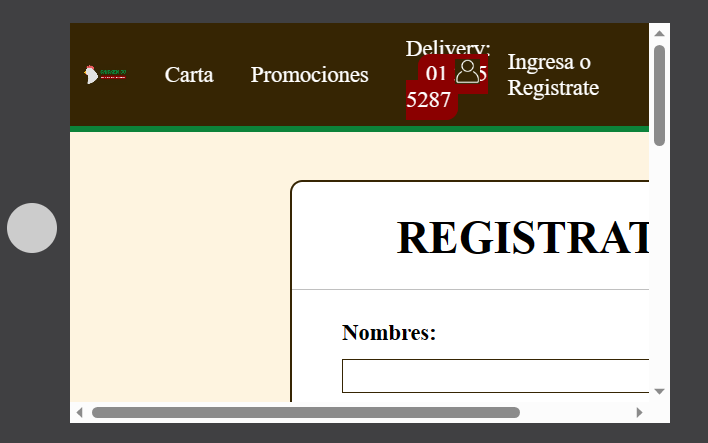 Carta
Promociones
Delivery:
01
5
5287
Ingresa o
Registrate
REGISTRAT
Nombres: